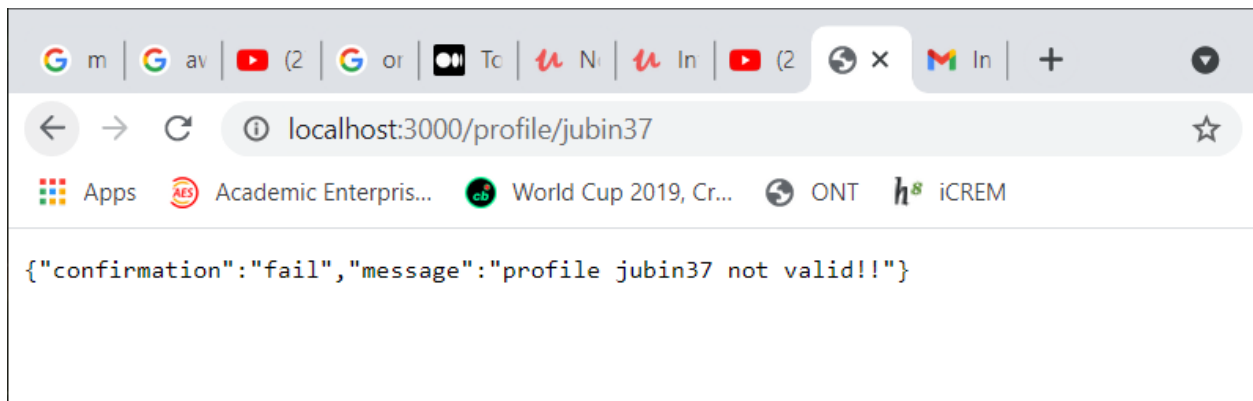 m av (2 or To N In (2 In
localhost:3000/profile/jubin37
Apps AES Academic Enterpris... cb World Cup 2019, Cr... ONT h8 iCREM
{"confirmation":"fail","message":"profile jubin37 not valid!!"}